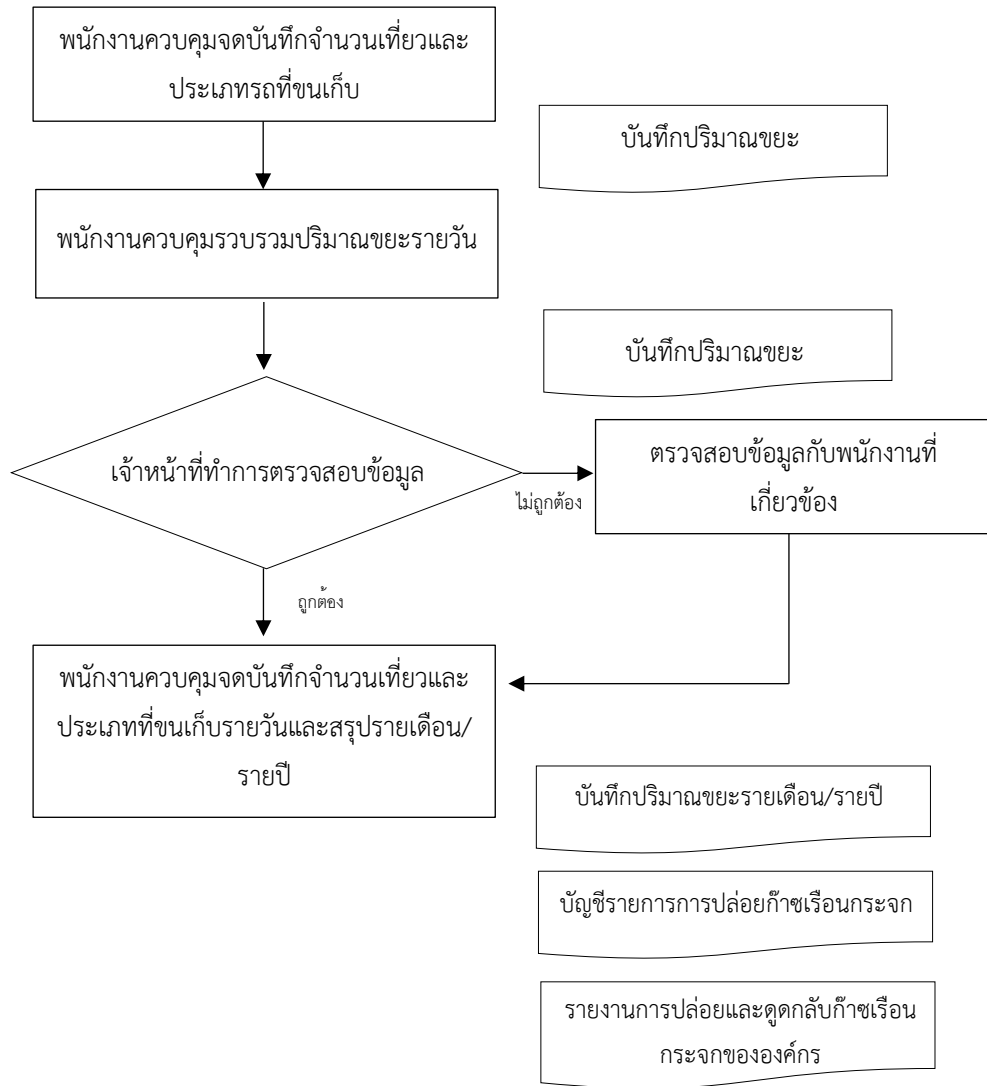 พนักงานควบคุมจดบันทึกจำนวนเที่ยวและ
ประเภทรถที่ขนเก็บ
บันทึกปริมาณขยะ
พนักงานควบคุมรวบรวมปริมาณขยะรายวัน
บันทึกปริมาณขยะ
เจ้าหน้าที่ทำการตรวจสอบข้อมูล
ไม่ถูกต้อง
ตรวจสอบข้อมูลกับพนักงานที่
เกี่ยวข้อง
ถูกต้อง
พนักงานควบคุมจดบันทึกจำนวนเที่ยวและ
ประเภทที่ขนเก็บรายวันและสรุปรายเดือน/
รายปี
บันทึกปริมาณขยะรายเดือน/รายปี
บัญชีรายการการปล่อยก๊าซเรือนกระจก
รายงานการปล่อยและดูดกลับก๊าซเรือน
กระจกขององค์กร